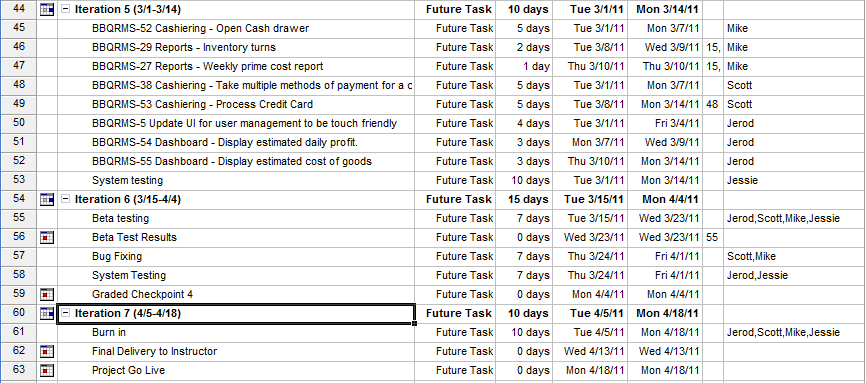 44 Iteration 5 (3/1-3/14) Future Task 10 days Tue 3/1/11 Mon 3/14/11
45 BBQRMS-52 Cashiering - Open Cash drawer Future Task 5 days Tue 3/1/11 Mon 3/7/11 Mike
46 BBQRMS-29 Reports - Inventory turns Future Task 2 days Tue 3/8/11 Wed 3/9/11 15, Mike
47 BBQRMS-27 Reports - Weekly prime cost report Future Task 1 day Thu 3/10/11 Thu 3/10/11 15, Mike
48 BBQRMS-38 Cashiering - Take multiple methods of payment for a c Future Task 5 days Tue 3/1/11 Mon 3/7/11 Scott
49 BBQRMS-53 Cashiering - Process Credit Card Future Task 5 days Tue 3/8/11 Mon 3/14/11 48 Scott
50 BBQRMS-5 Update UI for user management to be touch friendly Future Task 4 days Tue 3/1/11 Fri 3/4/11 Jerod
51 BBQRMS-54 Dashboard - Display estimated daily profit. Future Task 3 days Mon 3/7/11 Wed 3/9/11 Jerod
52 BBQRMS-55 Dashboard - Display estimated cost of goods Future Task 3 days Thu 3/10/11 Mon 3/14/11 Jerod
53 System testing Future Task 10 days Tue 3/1/11 Mon 3/14/11 Jessie
54 Iteration 6 (3/15-4/4) Future Task 15 days Tue 3/15/11 Mon 4/4/11
55 Beta testing Future Task 7 days Tue 3/15/11 Wed 3/23/11 Jerod,Scott,Mike,Jessie
56 Beta Test Results Future Task 0 days Wed 3/23/11 Wed 3/23/11 55
57 Bug Fixing Future Task 7 days Thu 3/24/11 Fri 4/1/11 Scott,Mike
58 System Testing Future Task 7 days Thu 3/24/11 Fri 4/1/11 Jerod,Jessie
59 Graded Checkpoint 4 Future Task 0 days Mon 4/4/11 Mon 4/4/11
60 Iteration 7 (4/5-4/18) Future Task 10 days Tue 4/5/11 Mon 4/18/11
61 Burn in Future Task 10 days Tue 4/5/11 Mon 4/18/11 Jerod,Scott,Mike,Jessie
62 Final Delivery to Instructor Future Task 0 days Wed 4/13/11 Wed 4/13/11
63 Project Go Live Future Task 0 days Mon 4/18/11 Mon 4/18/11